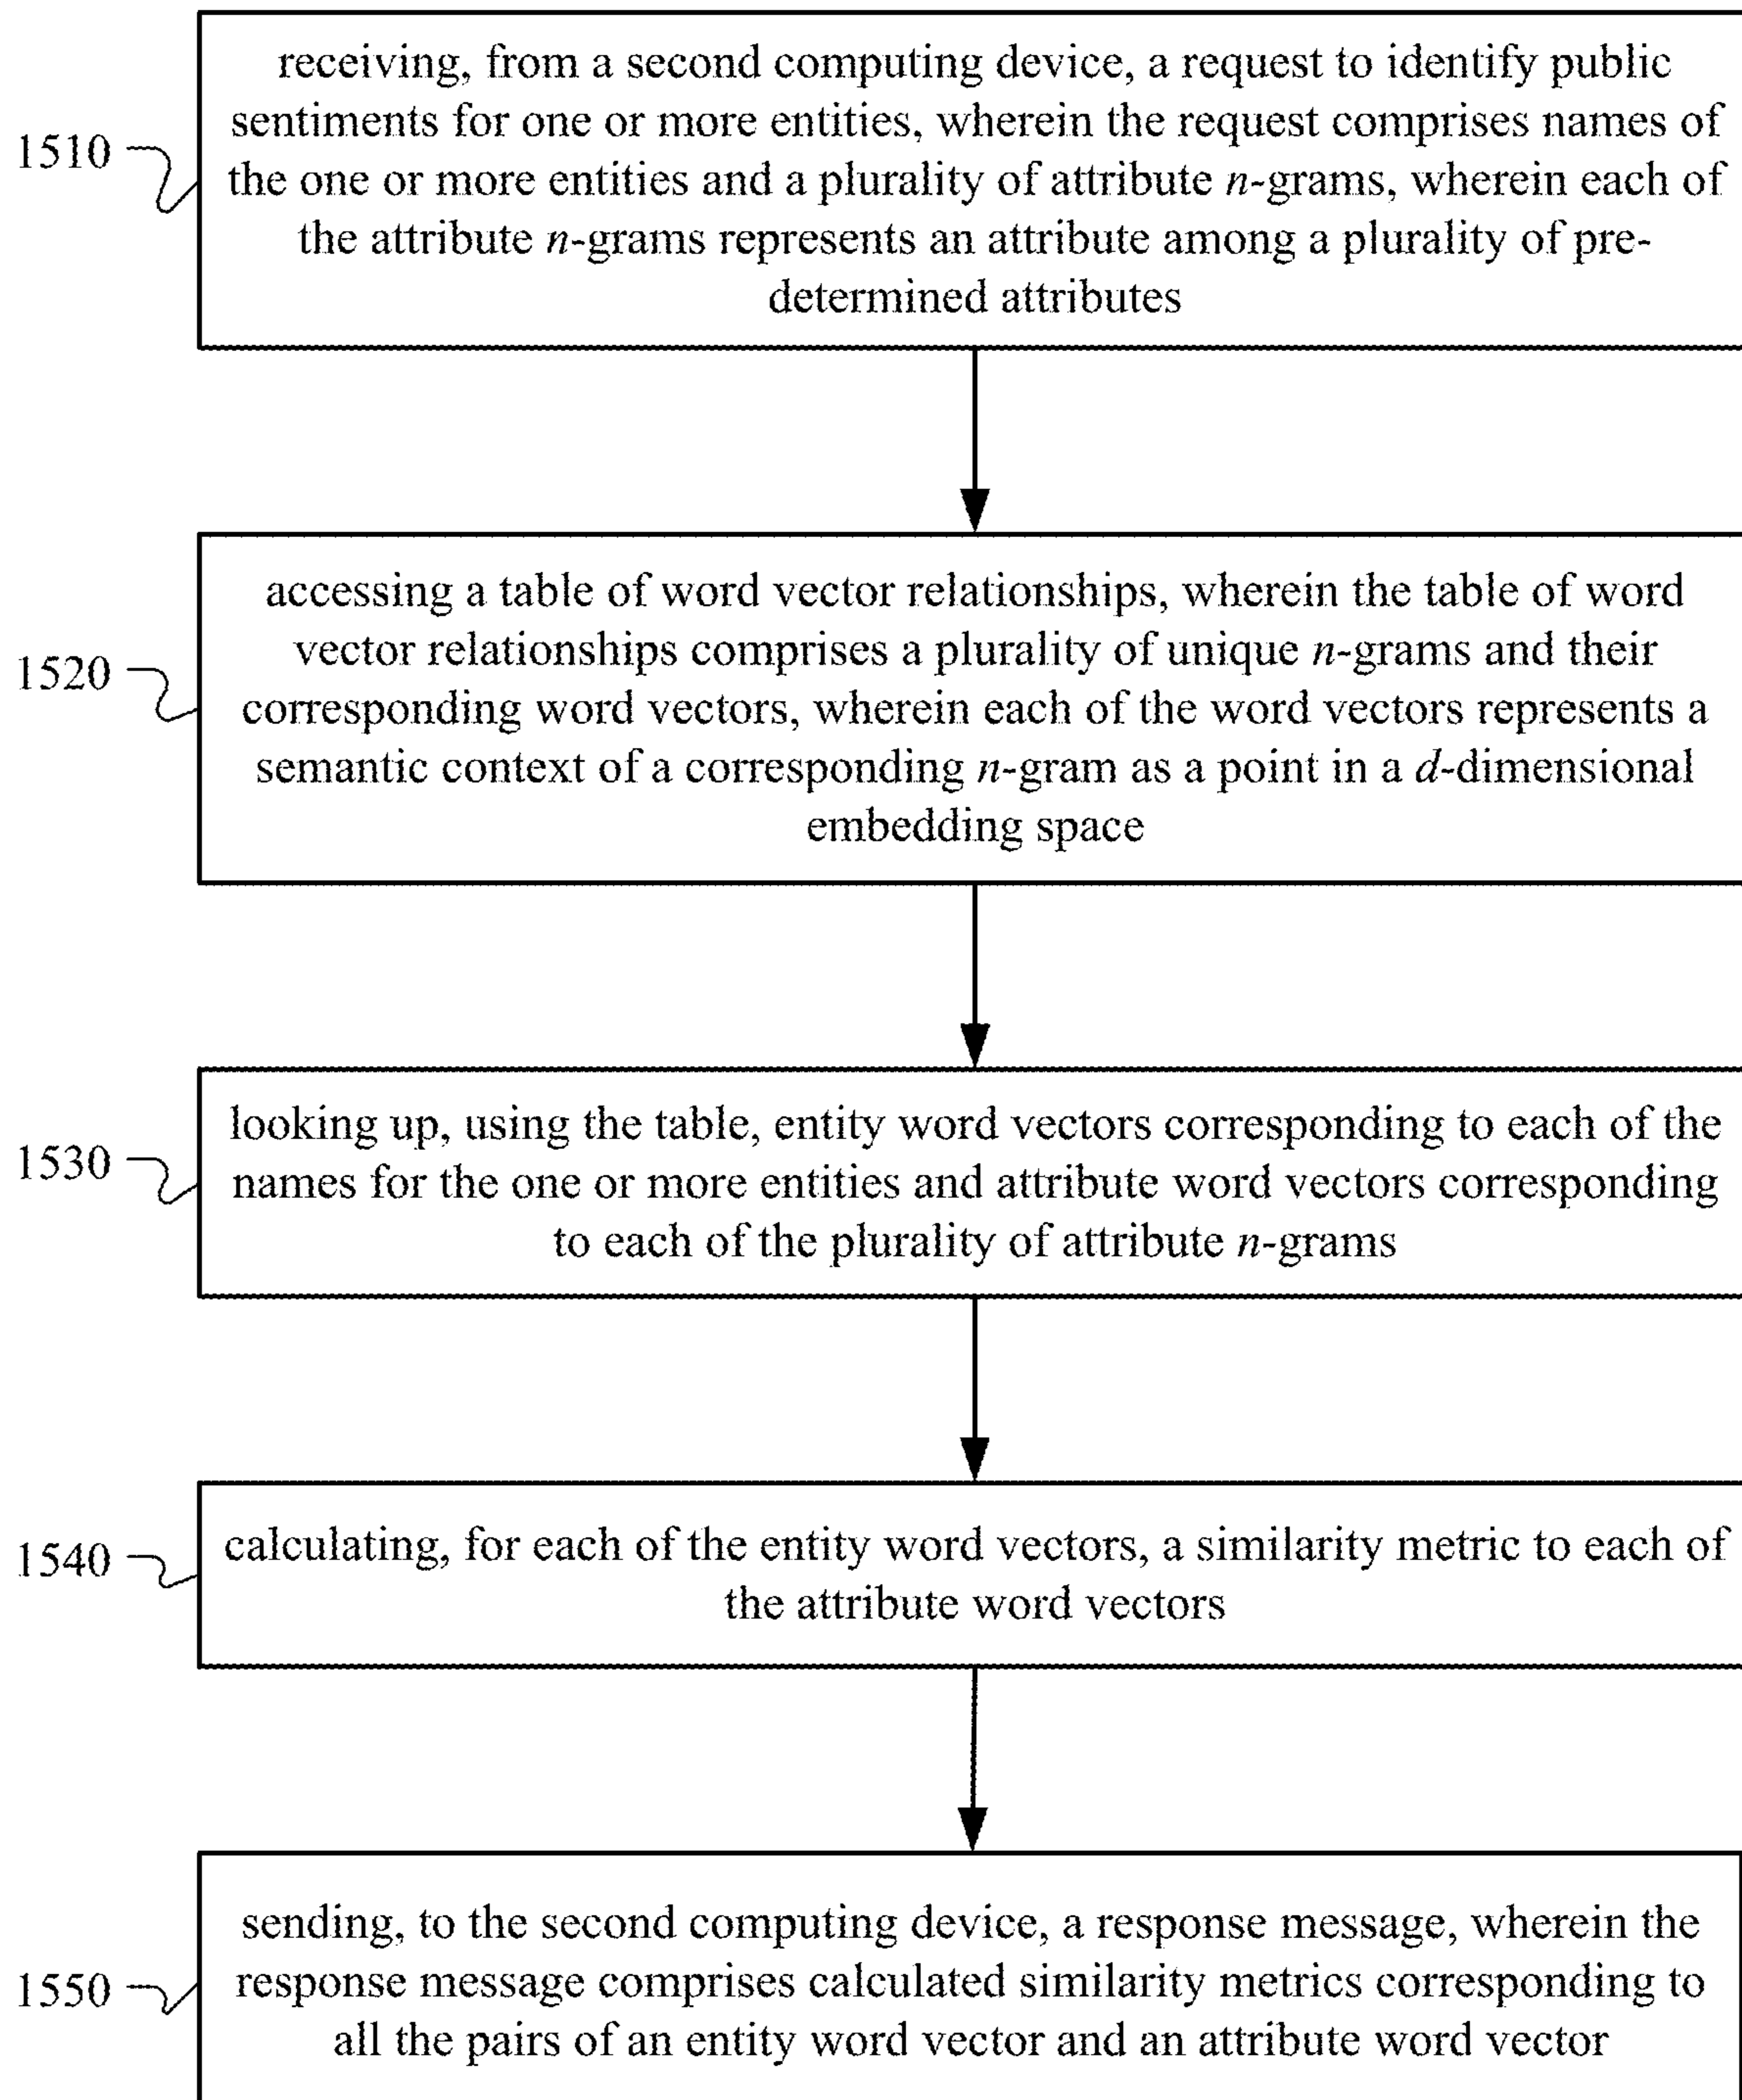 receiving, from a second computing device, a request to identify public
sentiments for one or more entities, wherein the request comprises names of
the one or more entities and a plurality of attribute n-grams, wherein each of
the attribute n-grams represents an attribute among a plurality of pre-
determined attributes
1510
accessing a table of word vector relationships, wherein the table of word
vector relationships comprises a plurality of unique n-grams and their
corresponding word vectors, wherein each of the word vectors represents a
semantic context of a corresponding n-gram as a point in a d-dimensional
embedding space
1520
looking up, using the table, entity word vectors corresponding to each of the
names for the one or more entities and attribute word vectors corresponding
to each of the plurality of attribute n-grams
1530
calculating, for each of the entity word vectors, a similarity metric to each of
the attribute word vectors
1540
sending, to the second computing device, a response message, wherein the
response message comprises calculated similarity metrics corresponding to
all the pairs of an entity word vector and an attribute word vector
1550